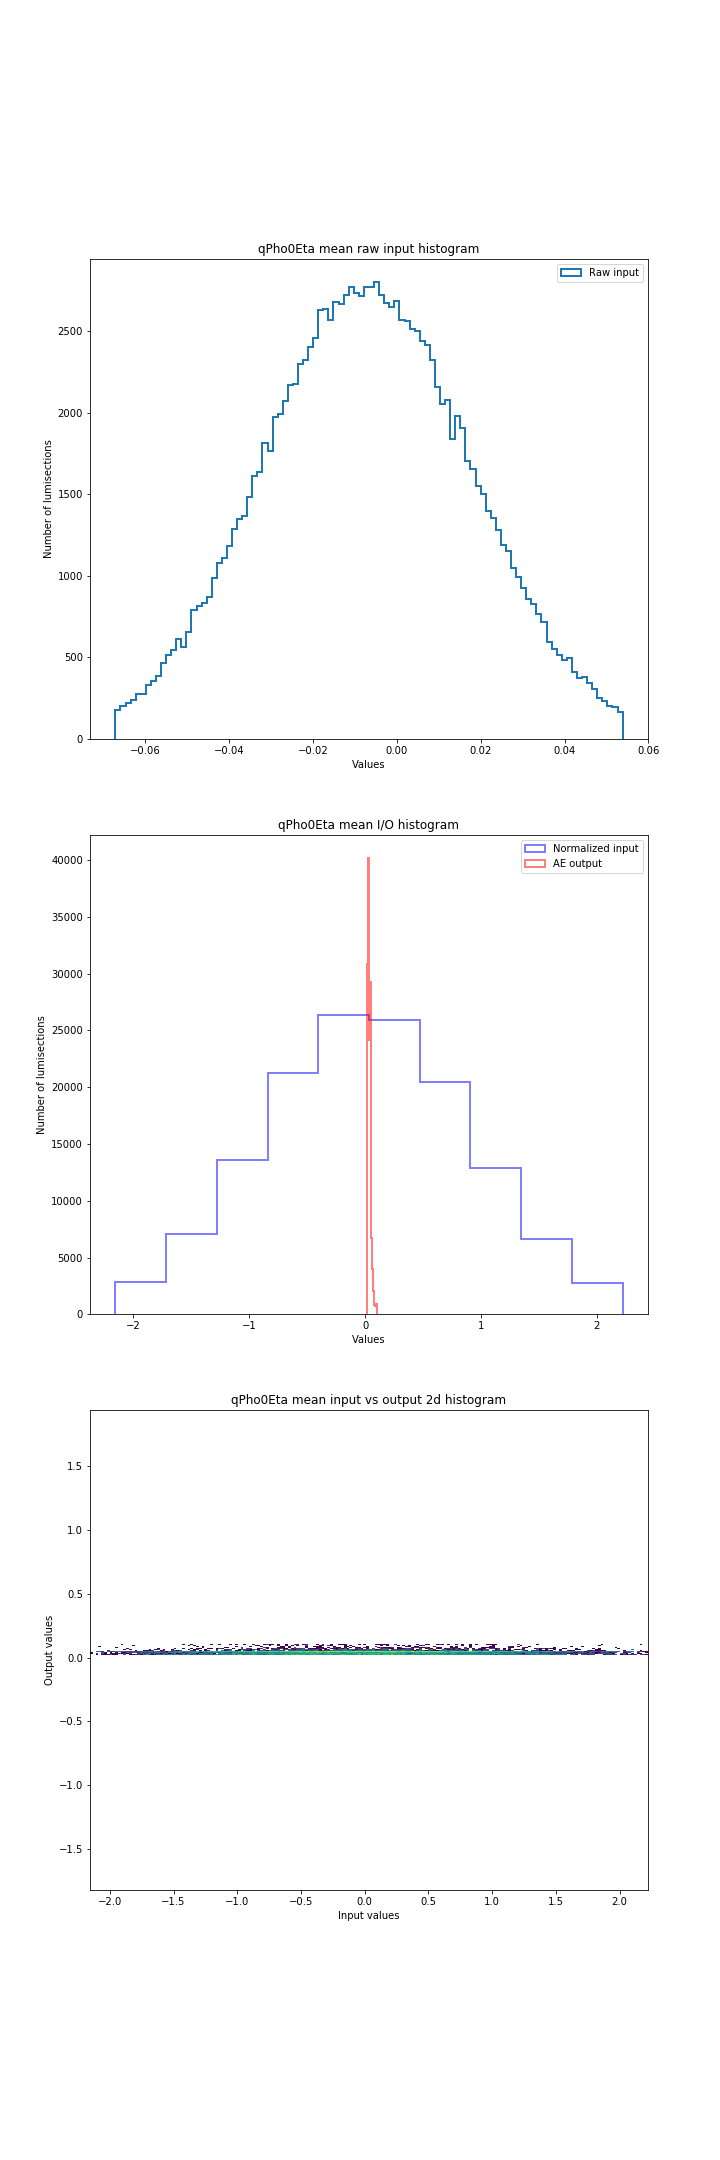 qPho0Eta mean raw input histogram
Raw input
2500
2000
1500
1000
500
0
Number of lumisections
−0.06 −0.04 −0.02 0.00 0.02 0.04 0.06
Values
qPho0Eta mean I/O histogram
Normalized input
AE output
40000
35000
30000
25000
20000
15000
10000
5000
0
Number of lumisections
−2 −1 0 1 2
Values
qPho0Eta mean input vs output 2d histogram
1.5
1.0
0.5
0.0
−0.5
−1.0
−1.5
Output values
−2.0 −1.5 −1.0 −0.5 0.0 0.5 1.0 1.5 2.0
Input values